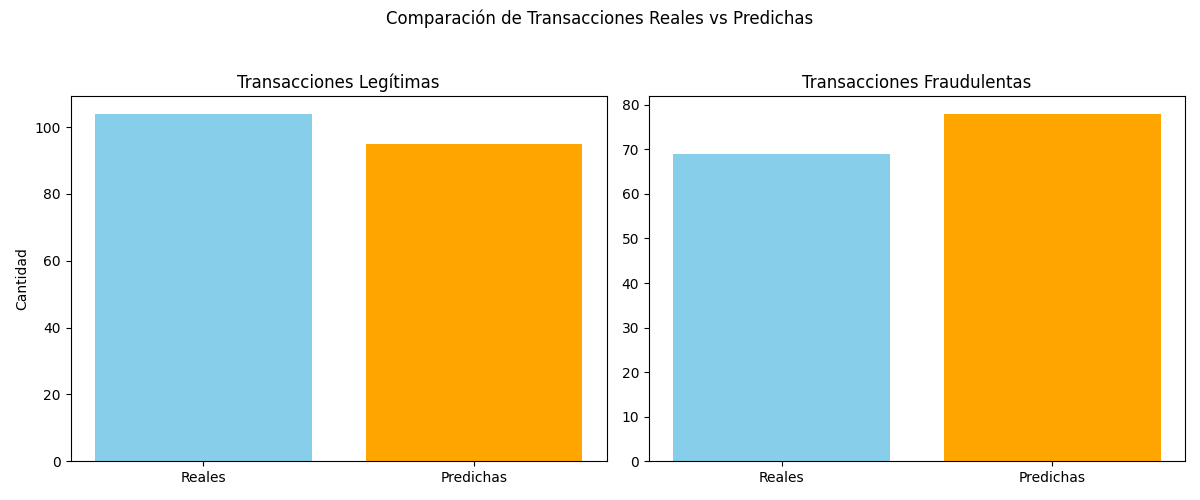 Comparación de Transacciones Reales vs Predichas
Transacciones Legítimas
Cantidad
100
80
60
40
20
0
Reales
Predichas
Transacciones Fraudulentas
80
70
60
50
40
30
20
10
0
Reales
Predichas